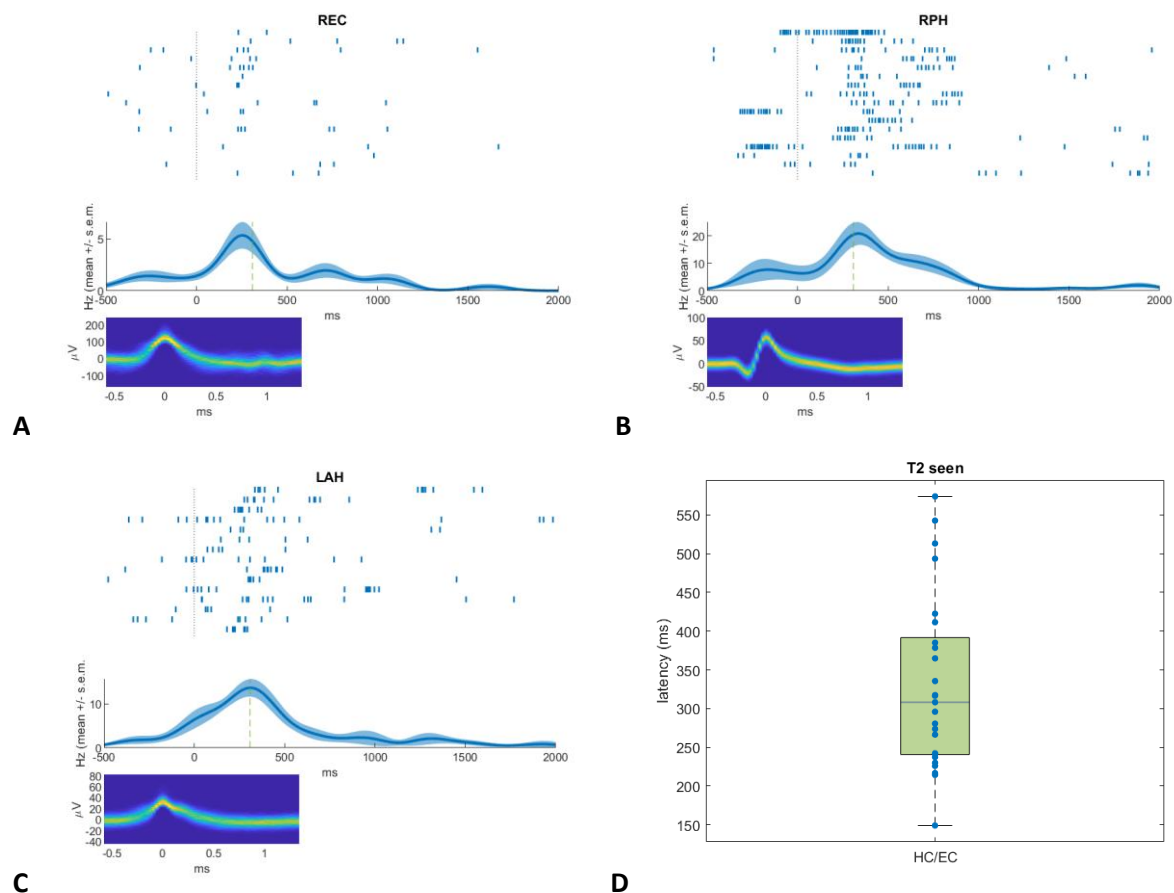 REC
Hz (mean +/- s.e.m.
5
0
-500 0 500 1000 1500 2000
ms
µV
200
100
0
-100
-0.5 0 0.5 1
ms
A
RPH
Hz (mean +/- s.e.m.
20
10
0
-500 0 500 1000 1500 2000
ms
µV
100
50
0
-50
-0.5 0 0.5 1
ms
B
LAH
Hz (mean +/- s.e.m.
10
0
-500 0 500 1000 1500 2000
ms
µV
80
60
40
20
0
-20
-40
-0.5 0 0.5 1
ms
C
T2 seen
latency (ms)
550
500
450
400
350
300
250
200
150
HC/EC
D